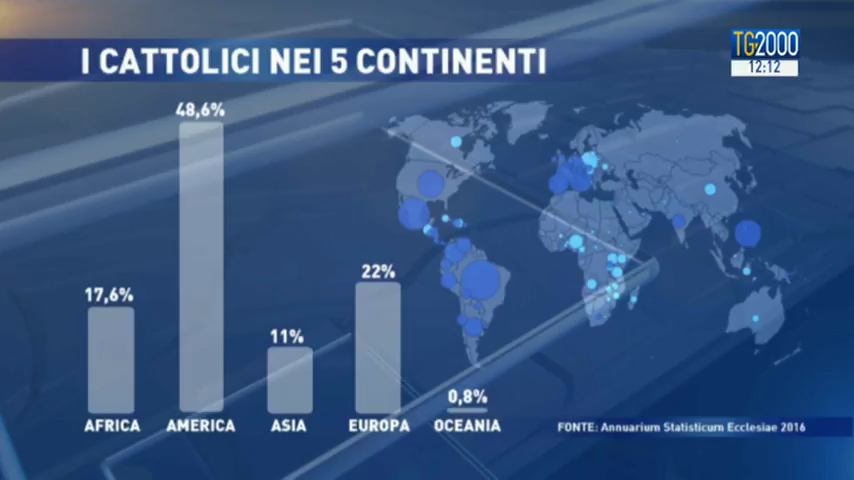 I CATTOLICI NEI 5 CONTINENTI
TG2000
12:12
48,6%
17,6%
22%
11%
0,8%
AFRICA AMERICA ASIA EUROPA OCEANIA
FONTE: Annuarium Statisticum Ecclesiae 2016